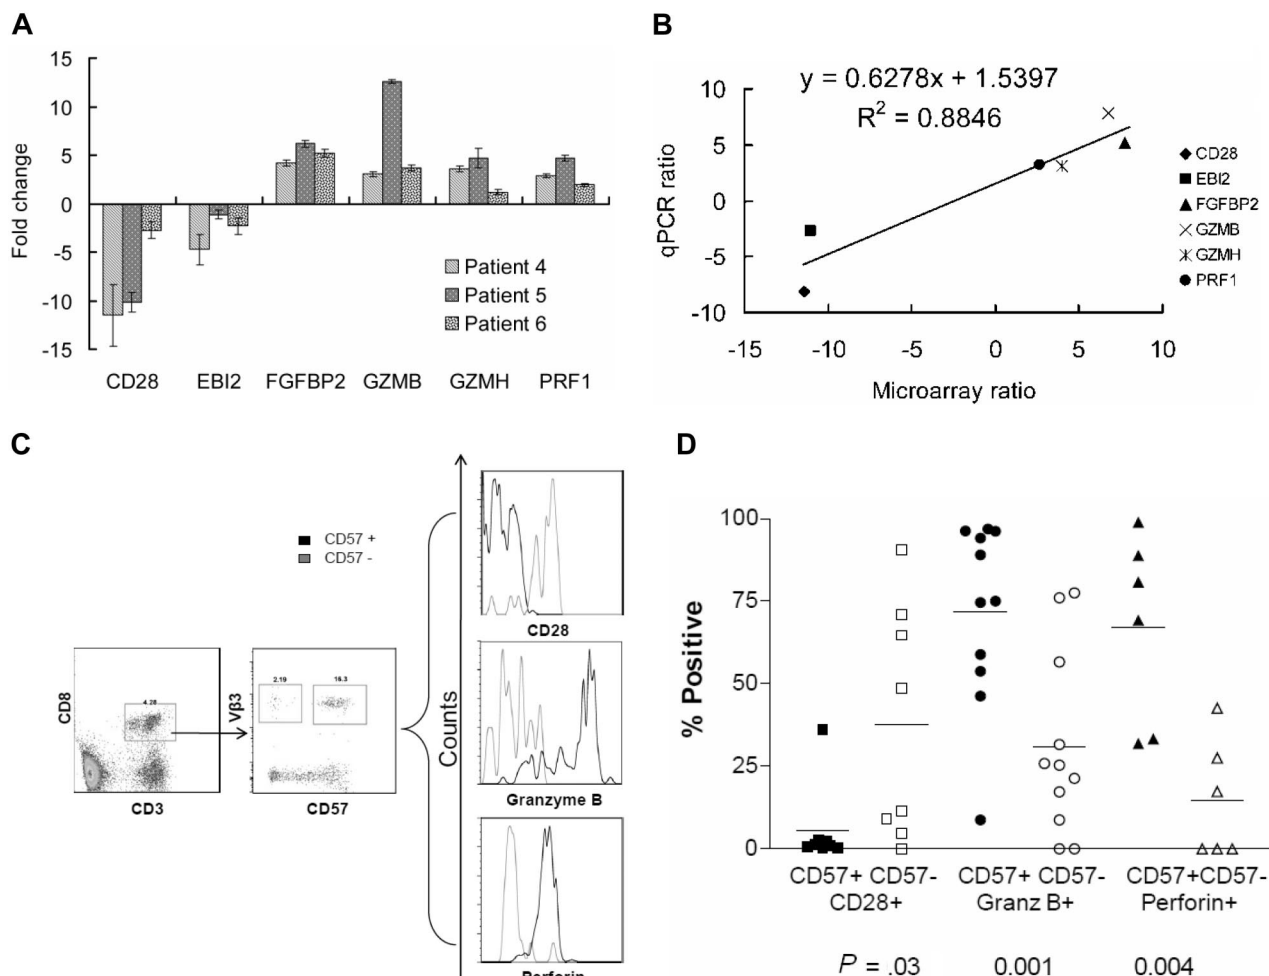 A
15
10
5
0
-5
-10
-15
Fold change
Patient 4
Patient 5
Patient 6
CD28 EBI2 FGFBP2 GZMB GZMH PRF1
B
y = 0.6278x + 1.5397
R² = 0.8846
10
5
0
-5
-10
qPCR ratio
-15 -10 -5 0 5 10
Microarray ratio
CD28
EBI2
FGFBP2
GZMB
GZMH
PRF1
C
CD57 +
CD57 -
CD8
4.28
CD3
Vβ3
2.19 16.3
CD57
Counts
CD28
Granzyme B
Perforin
D
100
75
50
25
0
% Positive
CD57+ CD57- CD57+ CD57- CD57+CD57-
CD28+ Granz B+ Perforin+
P = .03 0.001 0.004